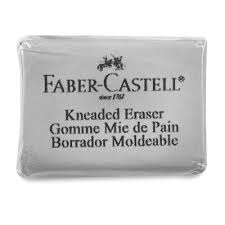 FABER-CASTELL®
since 1761
Kneaded Eraser
Gomme Mie de Pain
Borrador Moldeable